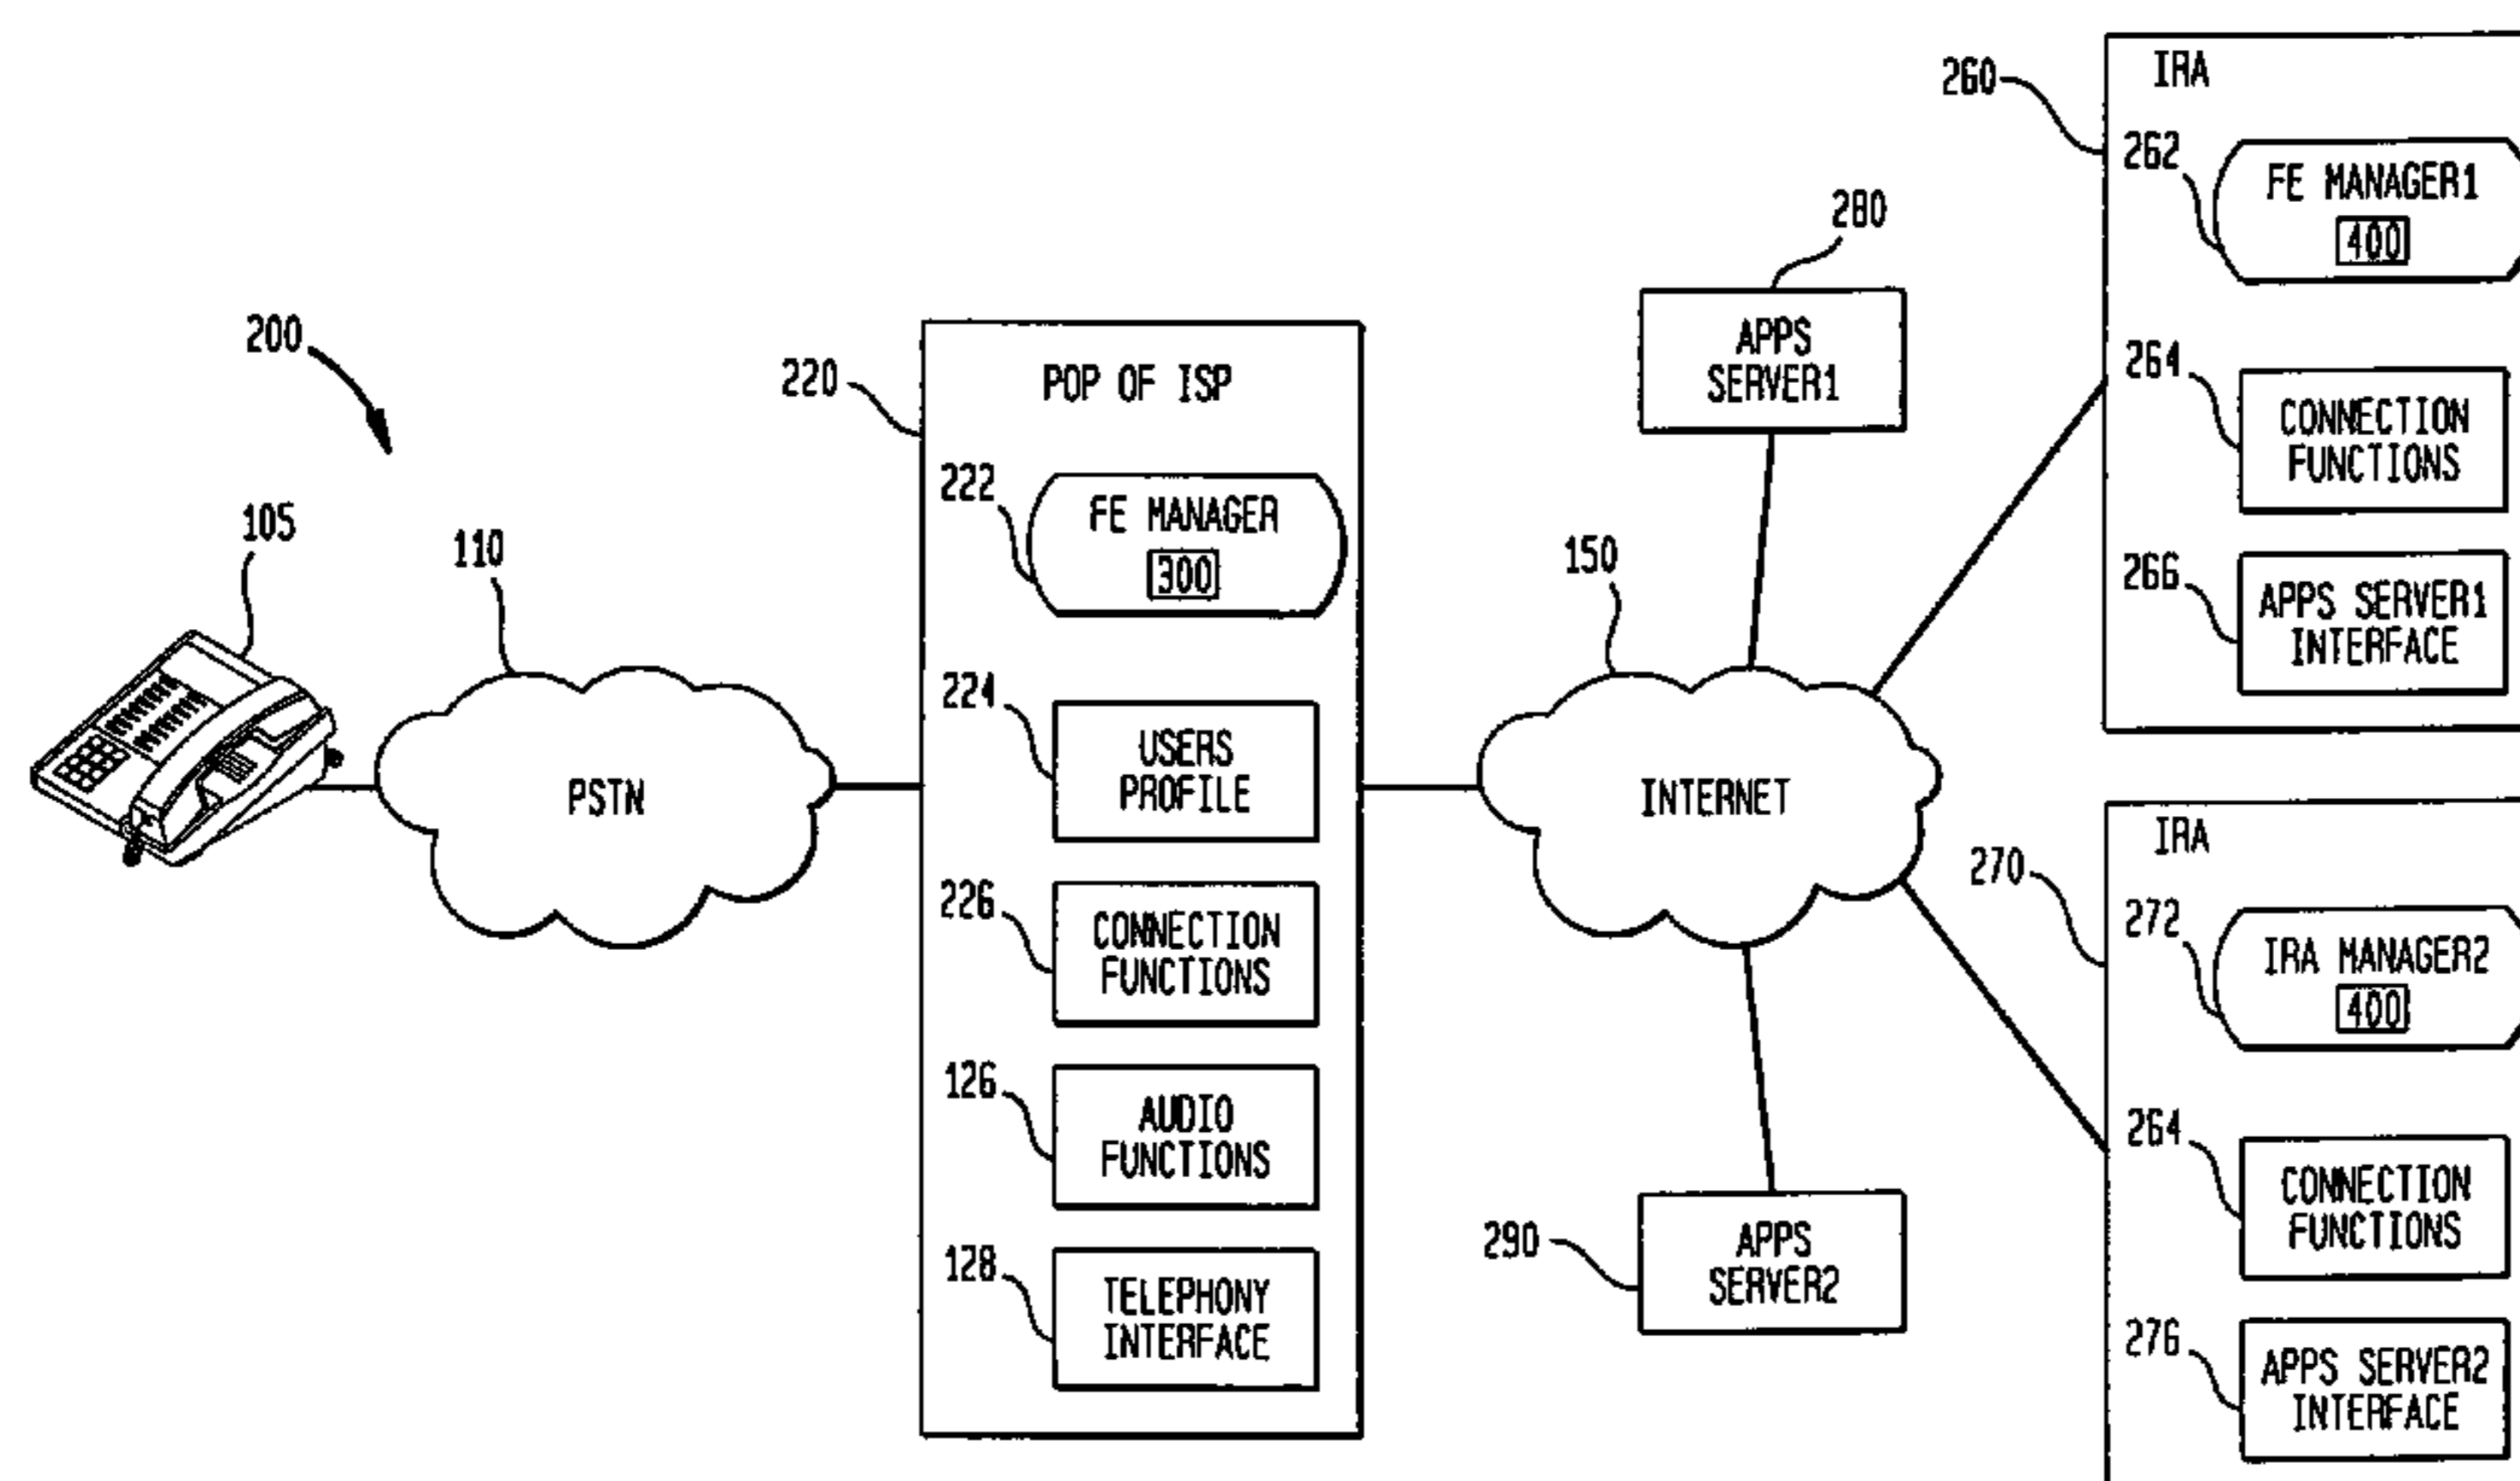 200
105
110
PSTN
220
POP OF ISP
222
FE MANAGER
300
224
USERS
PROFILE
226
CONNECTION
FUNCTIONS
126
AUDIO
FUNCTIONS
128
TELEPHONY
INTERFACE
280
APPS
SERVER1
150
INTERNET
290
APPS
SERVER2
260
IRA
262
FE MANAGER1
400
264
CONNECTION
FUNCTIONS
266
APPS SERVER1
INTERFACE
270
IRA
272
IRA MANAGER2
400
264
CONNECTION
FUNCTIONS
276
APPS SERVER2
INTERFACE